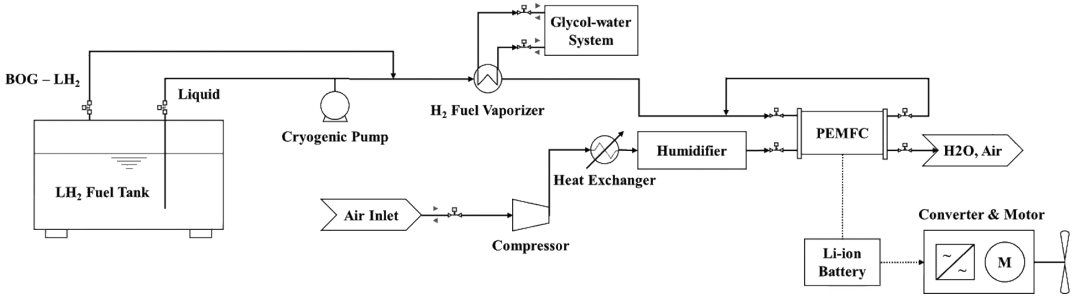 Glycol-water
System
BOG – LH₂
Liquid
H₂ Fuel Vaporizer
Cryogenic Pump
PEMFC
LH₂ Fuel Tank
Heat Exchanger
Humidifier
H2O, Air
Air Inlet
Compressor
Converter & Motor
Li-ion
Battery
~
~
M